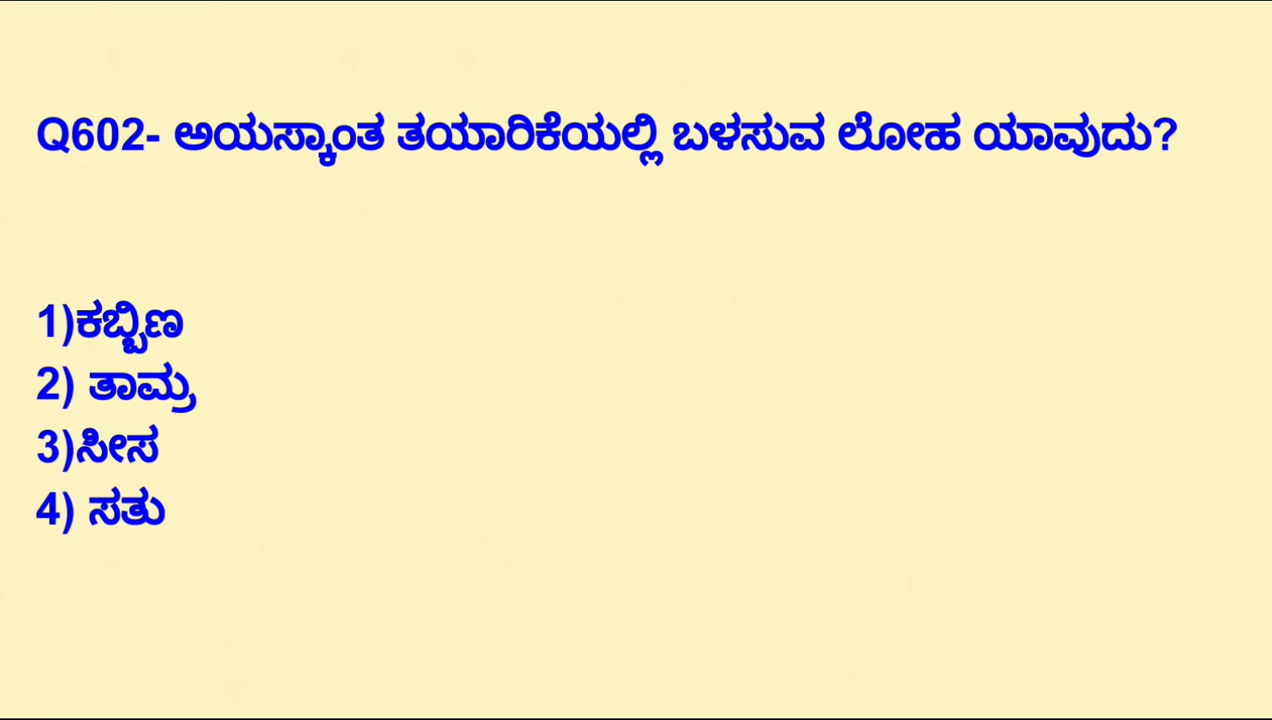 Q602- ಅಯಸ್ಕಾಂತ ತಯಾರಿಕೆಯಲ್ಲಿ ಬಳಸುವ ಲೋಹ ಯಾವುದು?
1)ಕಬ್ಬಿಣ
2) ತಾಮ್ರ
3)ಸೀಸ
4) ಸತು